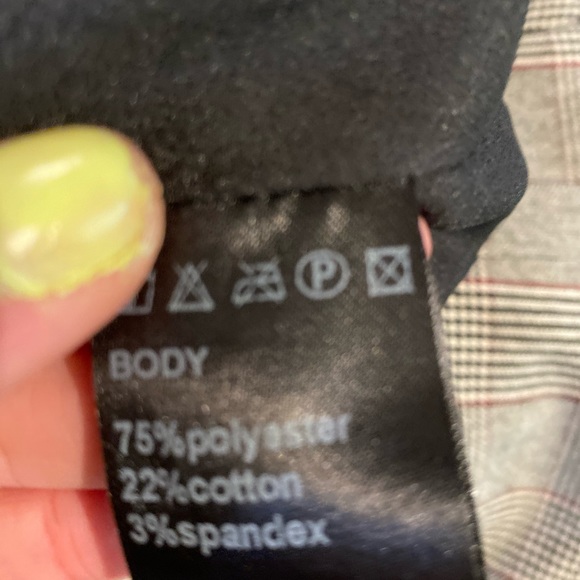 P
BODY
75%polyester
22%cotton
3%spandex